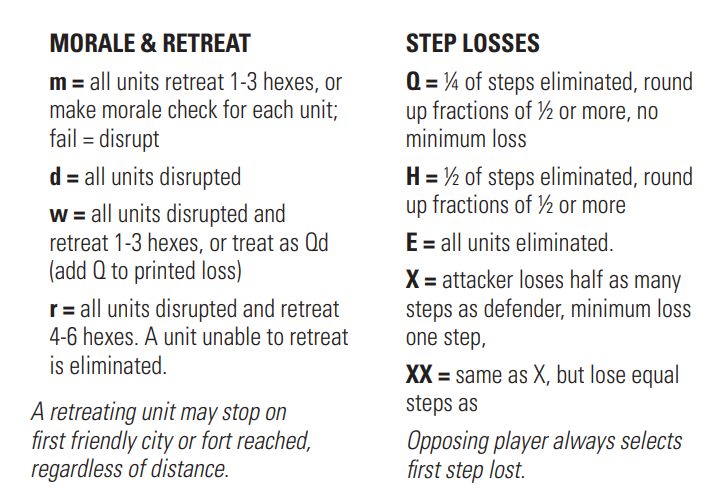 MORALE & RETREAT
m = all units retreat 1-3 hexes, or
make morale check for each unit;
fail = disrupt
d = all units disrupted
w = all units disrupted and
retreat 1-3 hexes, or treat as Qd
(add Q to printed loss)
r = all units disrupted and retreat
4-6 hexes. A unit unable to retreat
is eliminated.
A retreating unit may stop on
first friendly city or fort reached,
regardless of distance.
STEP LOSSES
Q = ¼ of steps eliminated, round
up fractions of ½ or more, no
minimum loss
H = ½ of steps eliminated, round
up fractions of ½ or more
E = all units eliminated.
X = attacker loses half as many
steps as defender, minimum loss
one step,
XX = same as X, but lose equal
steps as
Opposing player always selects
first step lost.